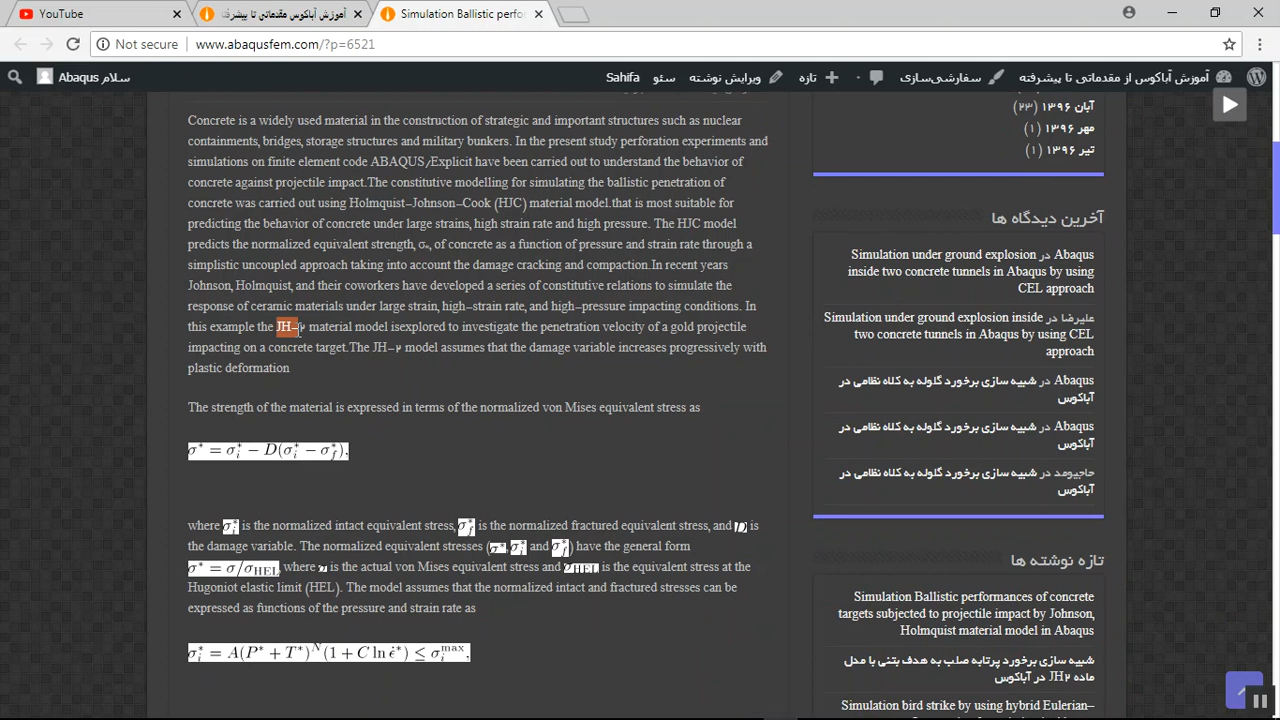 YouTube
آموزش آباکوس مقدماتی تا پیشرفته
Simulation Ballistic perfo
Not secure
www.abaqusfem.com/?p=6521
سلام Abaqus
Sahifa
سئو
ویرایش نوشته
تازه
۰
سفارشی‌سازی
آموزش آباکوس از مقدماتی تا پیشرفته
Concrete is a widely used material in the construction of strategic and important structures such as nuclear
containments, bridges, storage structures and military bunkers. In the present study perforation experiments and
simulations on finite element code ABAQUS/Explicit have been carried out to understand the behavior of
concrete against projectile impact.The constitutive modelling for simulating the ballistic penetration of
concrete was carried out using Holmquist–Johnson–Cook (HJC) material model.that is most suitable for
predicting the behavior of concrete under large strains, high strain rate and high pressure. The HJC model
predicts the normalized equivalent strength, σ*, of concrete as a function of pressure and strain rate through a
simplistic uncoupled approach taking into account the damage cracking and compaction.In recent years
Johnson, Holmquist, and their coworkers have developed a series of constitutive relations to simulate the
response of ceramic materials under large strain, high–strain rate, and high–pressure impacting conditions. In
this example the JH–۲ material model isexplored to investigate the penetration velocity of a gold projectile
impacting on a concrete target.The JH–۲ model assumes that the damage variable increases progressively with
plastic deformation
The strength of the material is expressed in terms of the normalized von Mises equivalent stress as
σ* = σᵢ* − D(σᵢ* − σ_f*),
where σᵢ* is the normalized intact equivalent stress, σ_f* is the normalized fractured equivalent stress, and D is
the damage variable. The normalized equivalent stresses (σ*, σᵢ* and σ_f*) have the general form
σ* = σ/σ_HEL, where σ is the actual von Mises equivalent stress and σ_HEL is the equivalent stress at the
Hugoniot elastic limit (HEL). The model assumes that the normalized intact and fractured stresses can be
expressed as functions of the pressure and strain rate as
σᵢ* = A(P* + T*)^N (1 + C ln ε̇*) ≤ σᵢ^max,
آبان ۱۳۹۶ (۲۳)
مهر ۱۳۹۶ (۱)
تیر ۱۳۹۶ (۱)
آخرین دیدگاه ها
Simulation under ground explosion در Abaqus
inside two concrete tunnels in Abaqus by using
CEL approach
Simulation under ground explosion inside در علیرضا
two concrete tunnels in Abaqus by using CEL
approach
Abaqus در شبیه سازی برخورد گلوله به کلاه نظامی در
آباکوس
Abaqus در شبیه سازی برخورد گلوله به کلاه نظامی در
آباکوس
حاجیومد در شبیه سازی برخورد گلوله به کلاه نظامی در
آباکوس
تازه نوشته ها
Simulation Ballistic performances of concrete
targets subjected to projectile impact by Johnson,
Holmquist material model in Abaqus
شبیه سازی برخورد پرتابه صلب به هدف بتنی با مدل
ماده JH۲ در آباکوس
Simulation bird strike by using hybrid Eulerian–